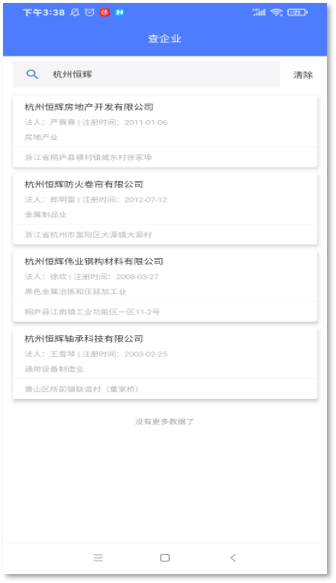 下午3:38
查企业
杭州恒辉
清除
杭州恒辉房地产开发有限公司
法人：严赛赛 | 注册时间：2011-01-06
房地产业
浙江省桐庐县横村镇城东村徐家埠
杭州恒辉防火卷帘有限公司
法人：郎明雷 | 注册时间：2012-07-12
金属制品业
浙江省杭州市富阳区大源镇大源村
杭州恒辉伟业钢构材料有限公司
法人：徐欢 | 注册时间：2008-03-27
黑色金属冶炼和压延加工业
桐庐县江南镇工业功能区一区11-2号
杭州恒辉轴承科技有限公司
法人：王雪琴 | 注册时间：2003-02-25
通用设备制造业
萧山区所前镇联谊村（董家桥）
没有更多数据了